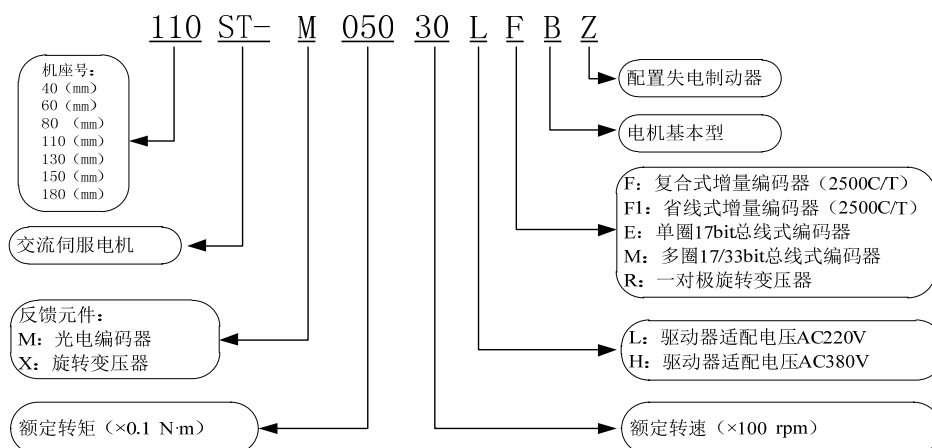 110 ST- M 050 30 L F B Z
机座号：
40（mm）
60（mm）
80 （mm）
110（mm）
130（mm）
150（mm）
180（mm）
交流伺服电机
反馈元件：
M：光电编码器
X：旋转变压器
额定转矩（×0.1 N·m）
配置失电制动器
电机基本型
F：复合式增量编码器（2500C/T）
F1：省线式增量编码器（2500C/T）
E：单圈17bit总线式编码器
M：多圈17/33bit总线式编码器
R：一对极旋转变压器
L：驱动器适配电压AC220V
H：驱动器适配电压AC380V
额定转速（×100 rpm）